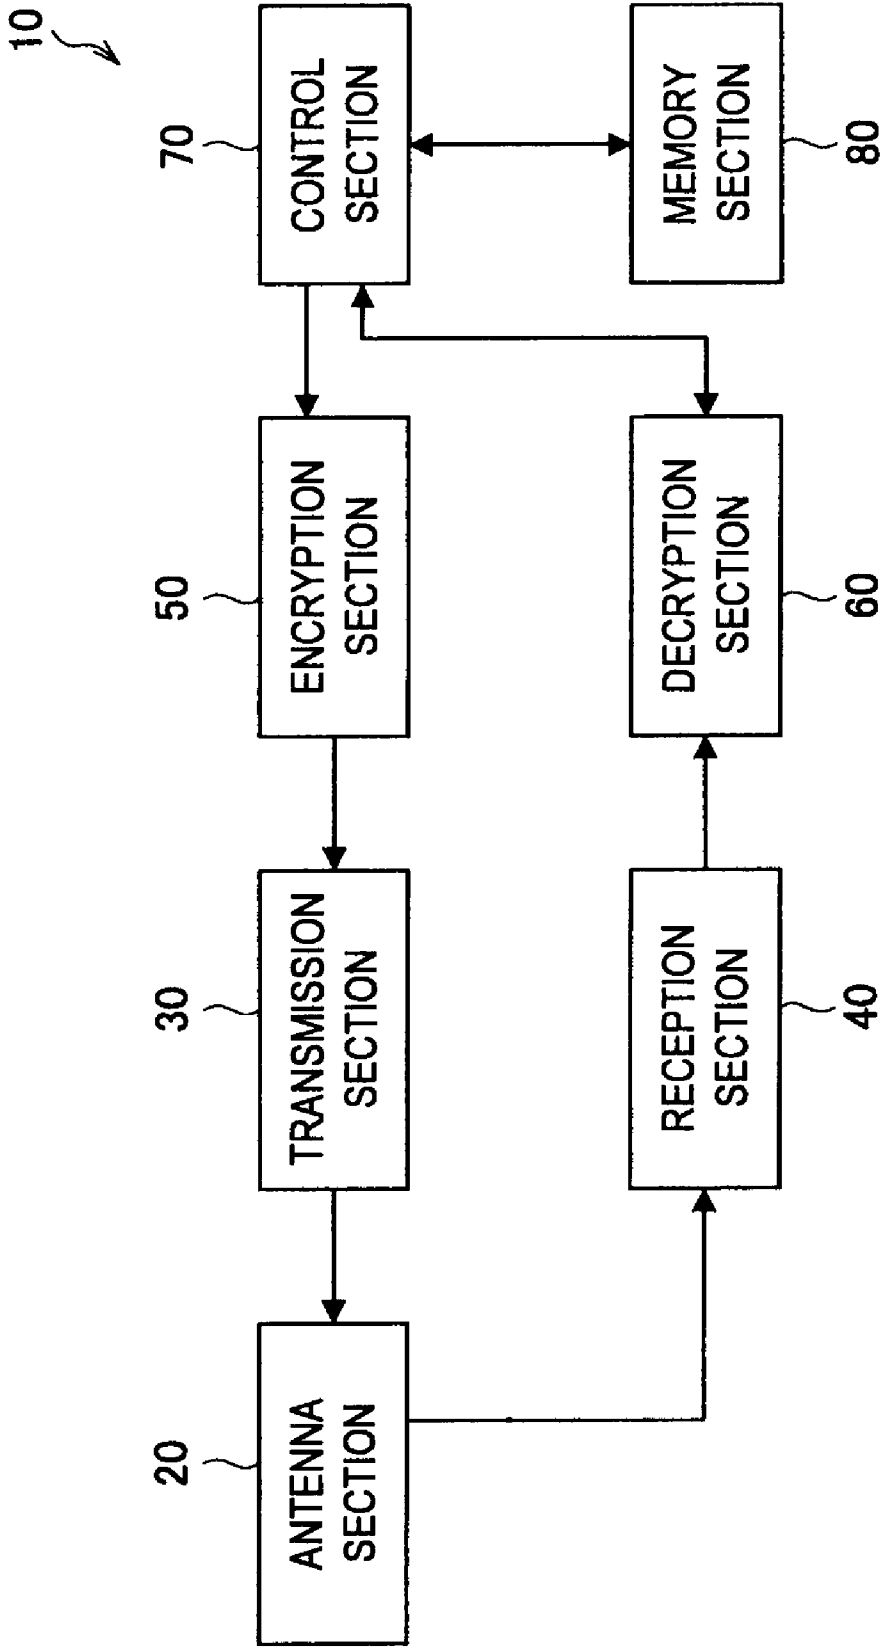 10
20
ANTENNA
SECTION
30
TRANSMISSION
SECTION
50
ENCRYPTION
SECTION
70
CONTROL
SECTION
RECEPTION
SECTION
40
DECRYPTION
SECTION
60
MEMORY
SECTION
80